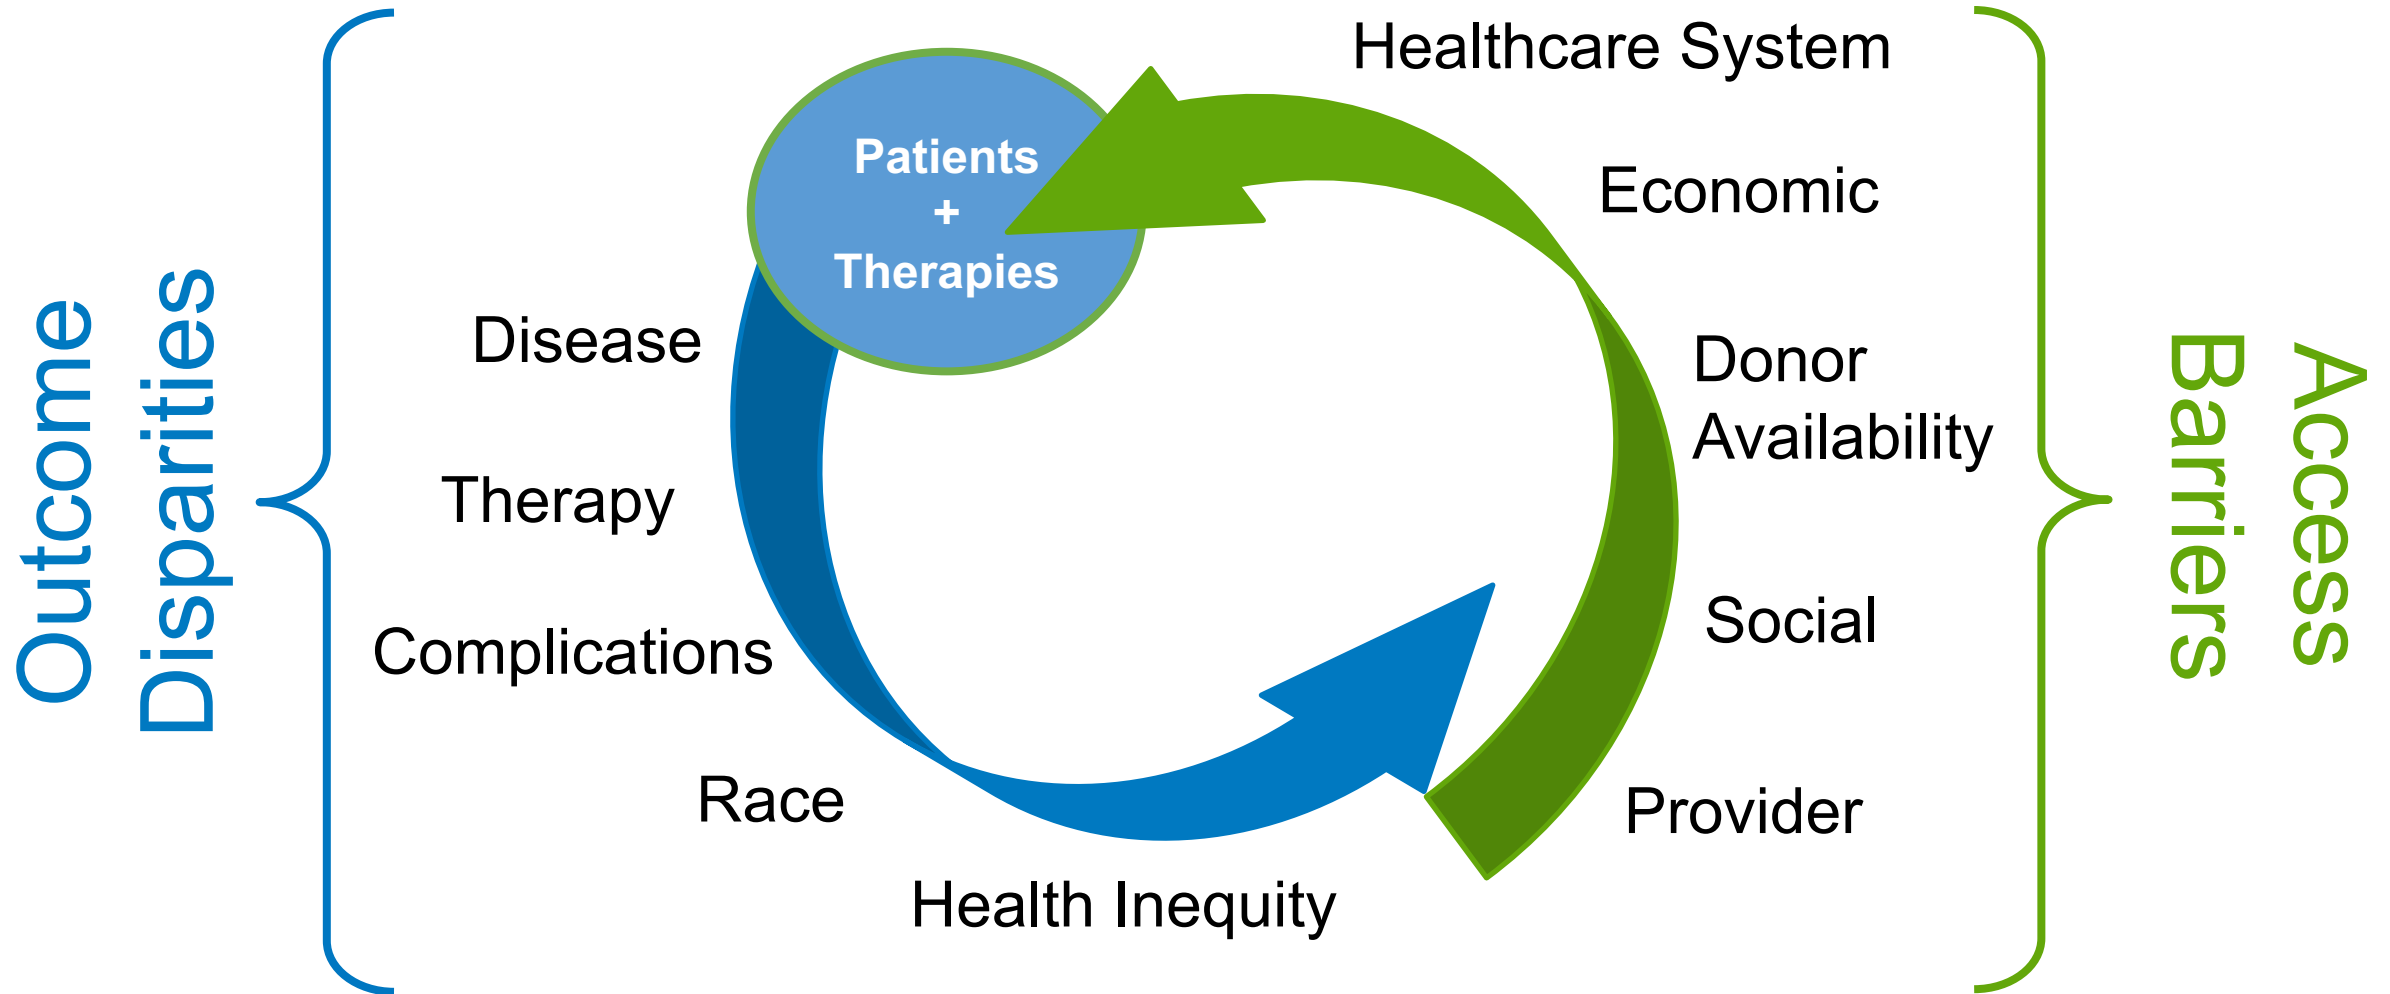 Outcome
Disparities
Patients
+
Therapies
Disease
Therapy
Complications
Race
Health Inequity
Healthcare System
Economic
Donor
Availability
Social
Provider
Access
Barriers